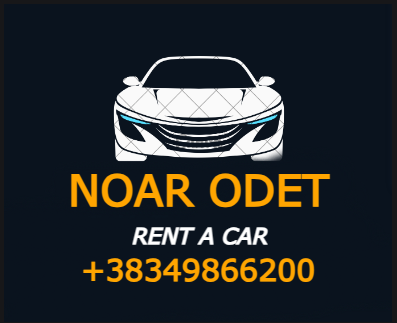 NOAR ODET
RENT A CAR
+38349866200